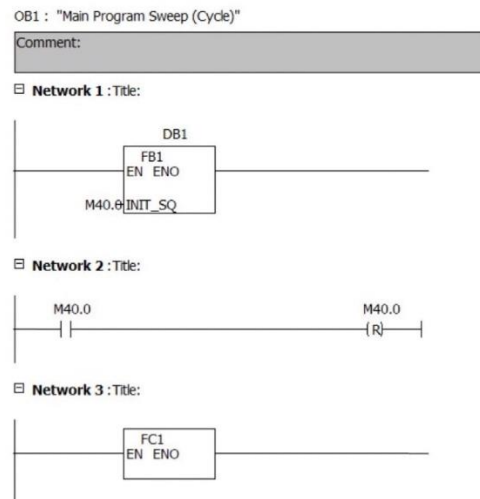 OB1 : "Main Program Sweep (Cycle)"
Comment:
Network 1 : Title:
DB1
FB1
EN ENO
M40.0 INIT_SQ
Network 2 : Title:
M40.0 M40.0
R
Network 3 : Title:
FC1
EN ENO